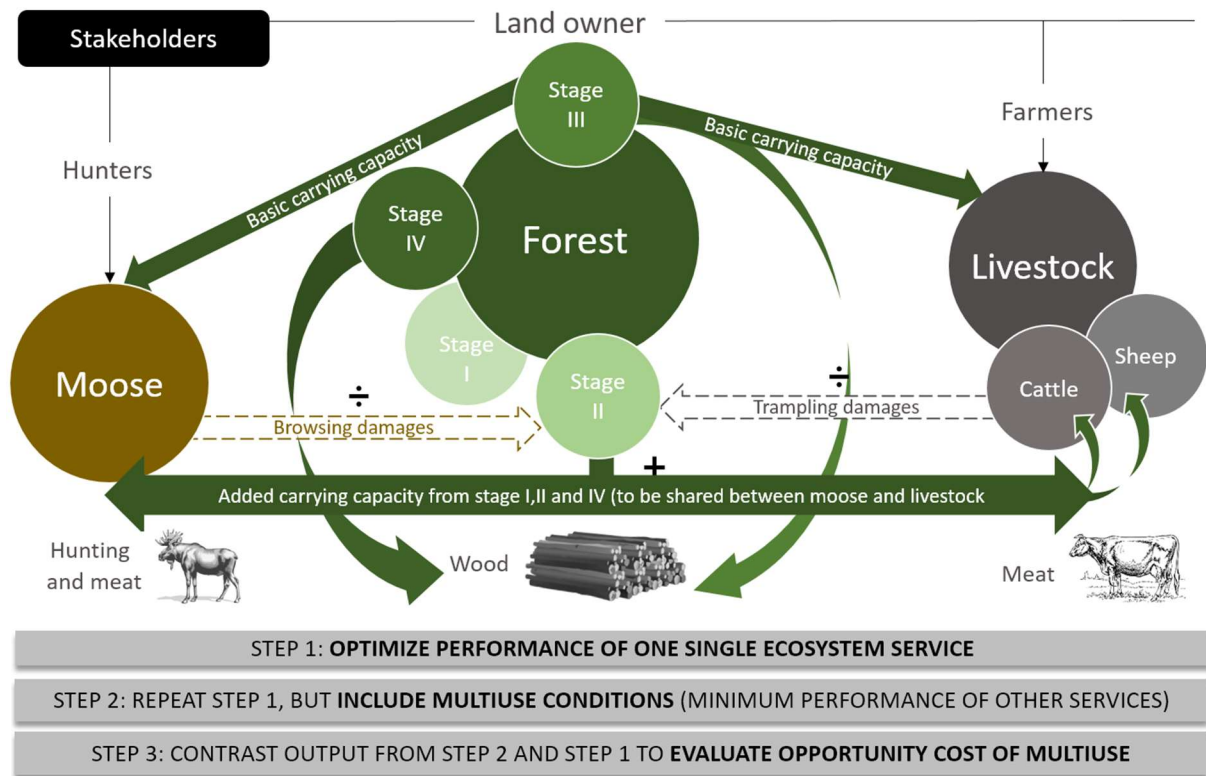 Stakeholders
Land owner
Hunters
Farmers
Stage
III
Basic carrying capacity
Basic carrying capacity
Stage
IV
Forest
Livestock
Moose
Stage
I
Stage
II
Cattle
Sheep
÷
÷
Browsing damages
Trampling damages
+
Added carrying capacity from stage I,II and IV (to be shared between moose and livestock
Hunting
and meat
Wood
Meat
STEP 1: OPTIMIZE PERFORMANCE OF ONE SINGLE ECOSYSTEM SERVICE
STEP 2: REPEAT STEP 1, BUT INCLUDE MULTIUSE CONDITIONS (MINIMUM PERFORMANCE OF OTHER SERVICES)
STEP 3: CONTRAST OUTPUT FROM STEP 2 AND STEP 1 TO EVALUATE OPPORTUNITY COST OF MULTIUSE